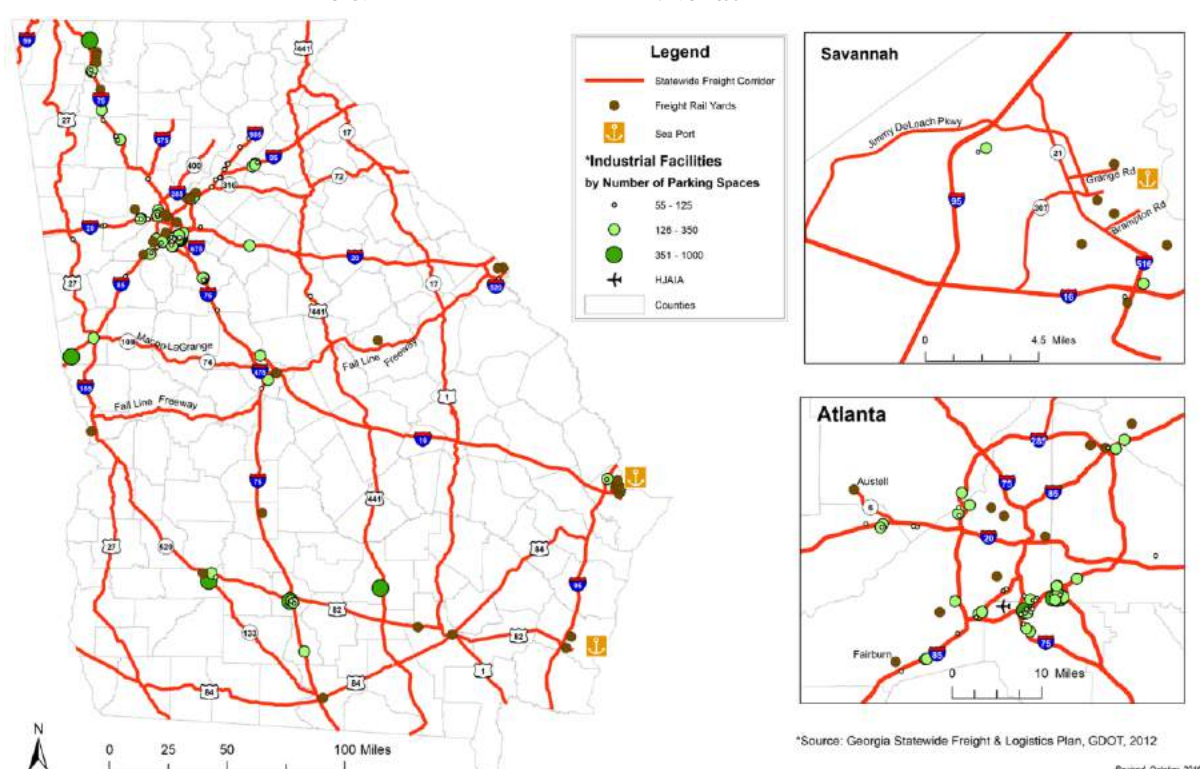 Legend
Statewide Freight Corridor
Freight Rail Yards
Sea Port
*Industrial Facilities
by Number of Parking Spaces
55 - 125
126 - 350
351 - 1000
HJAIA
Counties
Savannah
Jimmy DeLoach Pkwy
21
Grange Rd
95
Brampton Rd
516
16
0 4.5 Miles
Atlanta
285
75
85
Austell
6
20
Fairburn
85
75
0 10 Miles
441
75
27
575
985
85
17
400
316
72
20
675
20
27
85
75
17
520
441
Macon-LaGrange
109
74
Fall Line Freeway
475
185
Fall Line Freeway
1
16
75
441
27
520
84
95
82
133
82
1
84
84
N
0 25 50 100 Miles
*Source: Georgia Statewide Freight & Logistics Plan, GDOT, 2012